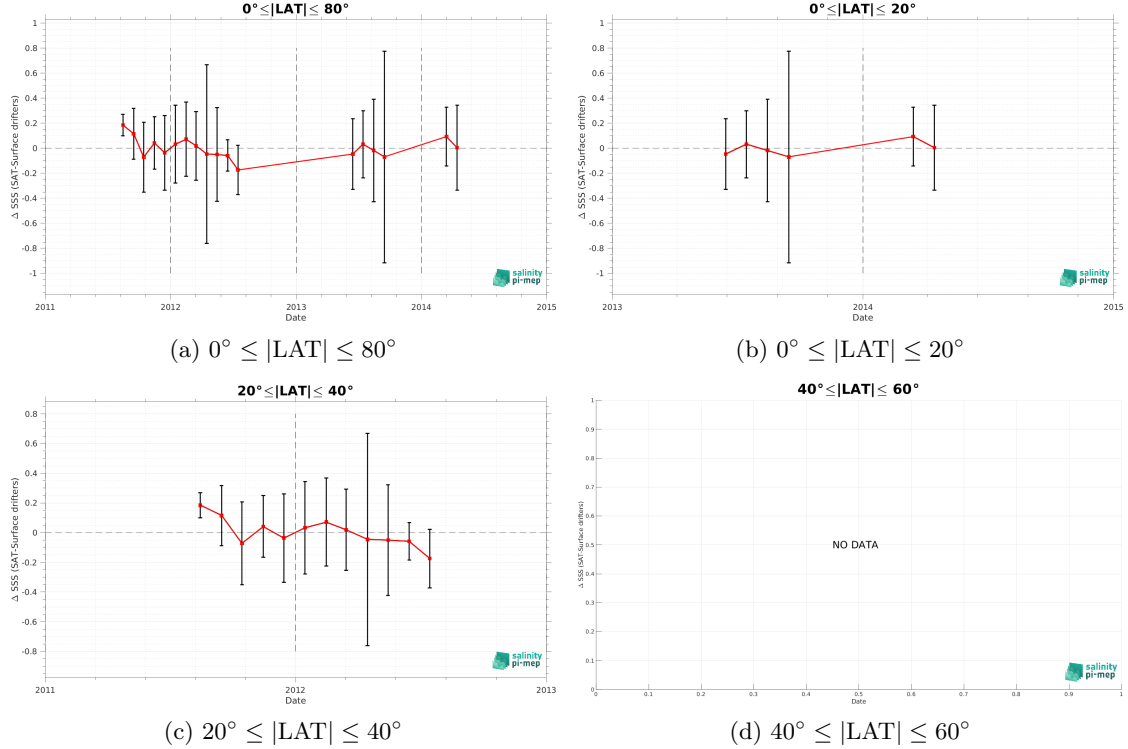 0°≤|LAT|≤ 80°
Δ SSS (SAT-Surface drifters)
1
0.8
0.6
0.4
0.2
0
-0.2
-0.4
-0.6
-0.8
-1
2011
2012
2013
2014
2015
Date
salinity
pi-mep
(a) 0° ≤ |LAT| ≤ 80°
0°≤|LAT|≤ 20°
Δ SSS (SAT-Surface drifters)
1
0.8
0.6
0.4
0.2
0
-0.2
-0.4
-0.6
-0.8
-1
2013
2014
2015
Date
salinity
pi-mep
(b) 0° ≤ |LAT| ≤ 20°
20°≤|LAT|≤ 40°
Δ SSS (SAT-Surface drifters)
0.8
0.6
0.4
0.2
0
-0.2
-0.4
-0.6
-0.8
2011
2012
2013
Date
salinity
pi-mep
(c) 20° ≤ |LAT| ≤ 40°
40°≤|LAT|≤ 60°
Δ SSS (SAT-Surface drifters)
1
0.9
0.8
0.7
0.6
0.5
0.4
0.3
0.2
0.1
0
NO DATA
0 0.1 0.2 0.3 0.4 0.5 0.6 0.7 0.8 0.9 1
Date
salinity
pi-mep
(d) 40° ≤ |LAT| ≤ 60°